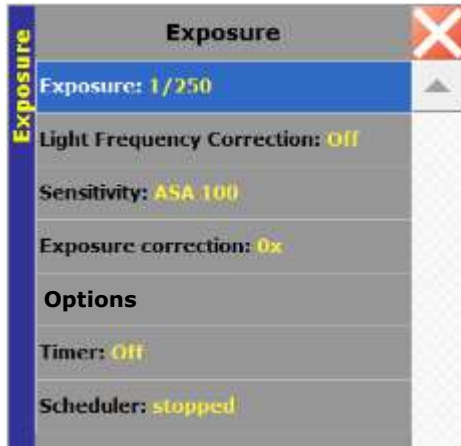 Exposure
Exposure
Exposure: 1/250
Light Frequency Correction: Off
Sensitivity: ASA 100
Exposure correction: 0x
Options
Timer: Off
Scheduler: stopped